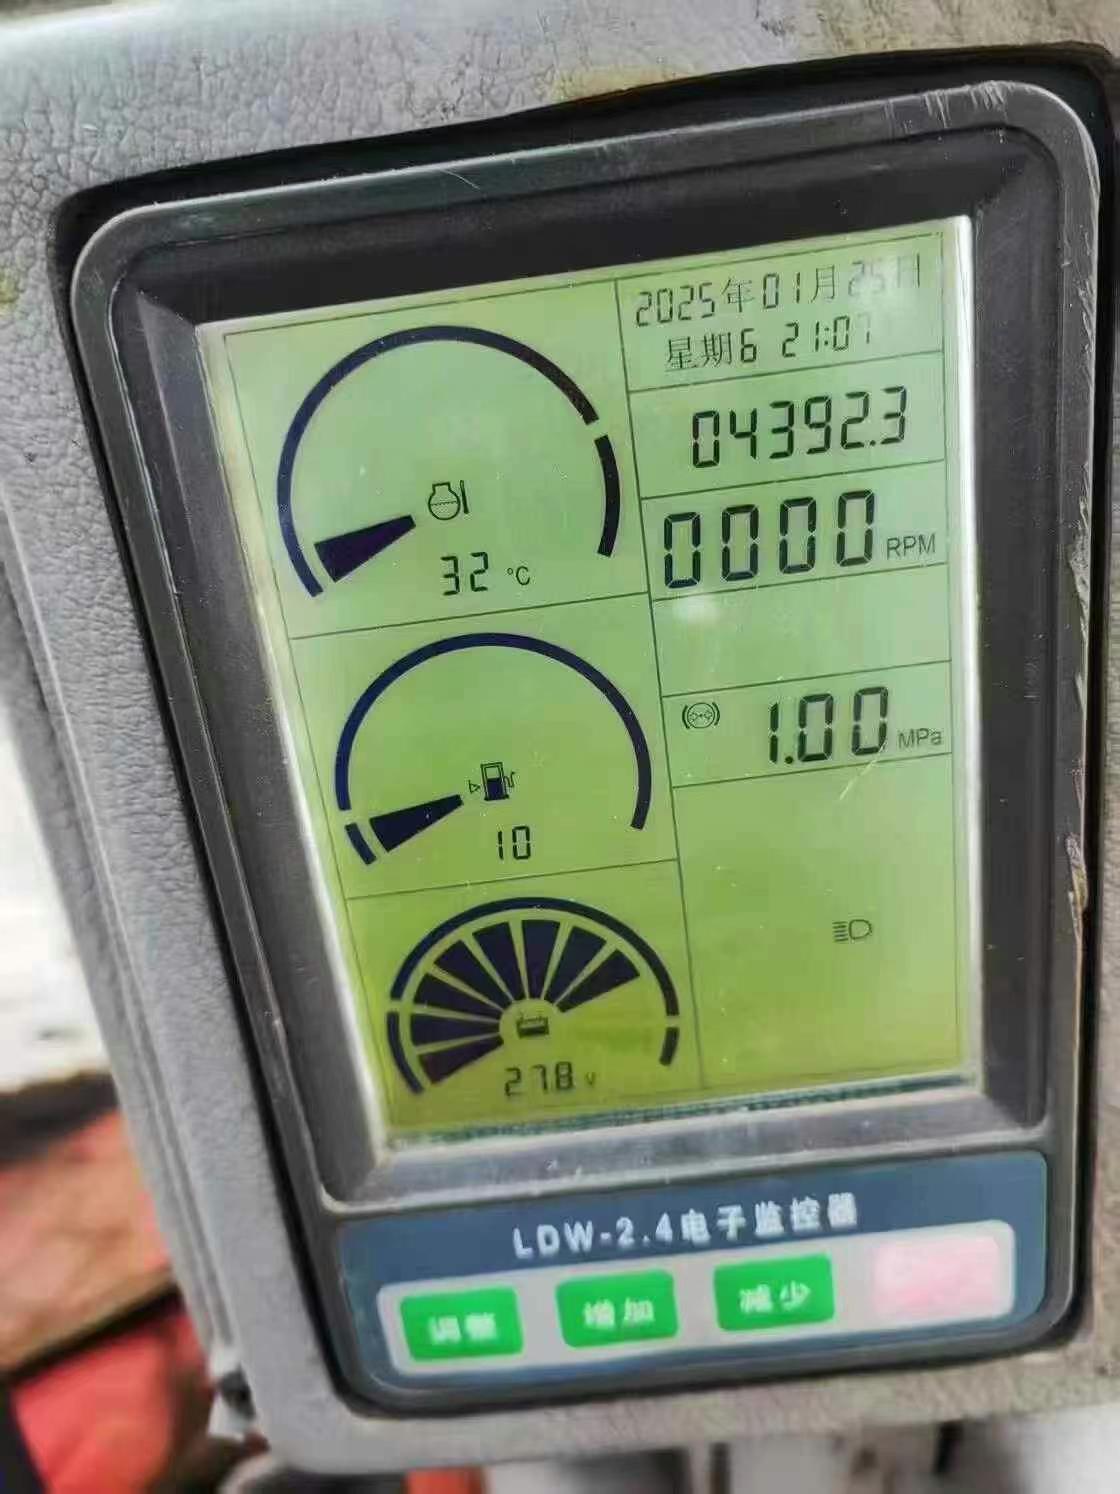 2025年01月25日
星期6 21:07
04392.3
0000 RPM
32 °C
1.00 MPa
10
27.8 V
LDW-2.4电子监控器
调整 增加 减少